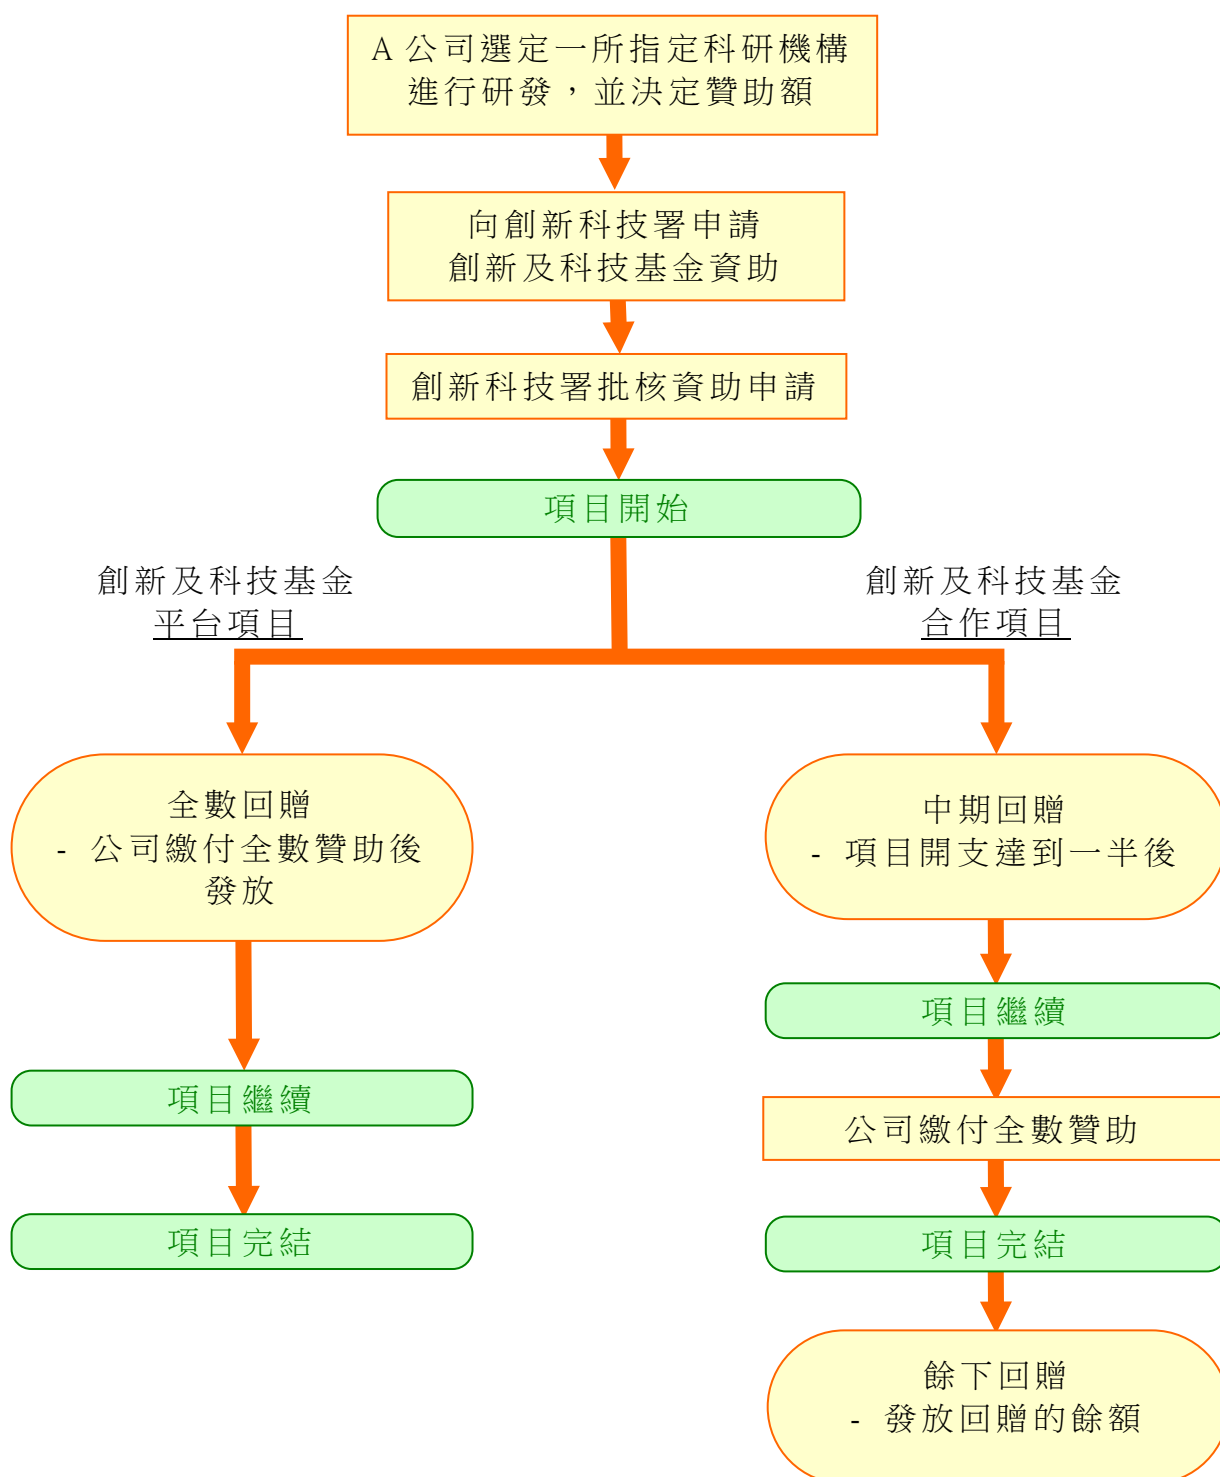 A 公司選定一所指定科研機構
進行研發，並決定贊助額
向創新科技署申請
創新及科技基金資助
創新科技署批核資助申請
項目開始
創新及科技基金
平台項目
創新及科技基金
合作項目
全數回贈
- 公司繳付全數贊助後
發放
中期回贈
- 項目開支達到一半後
項目繼續
項目繼續
公司繳付全數贊助
項目完結
項目完結
餘下回贈
- 發放回贈的餘額